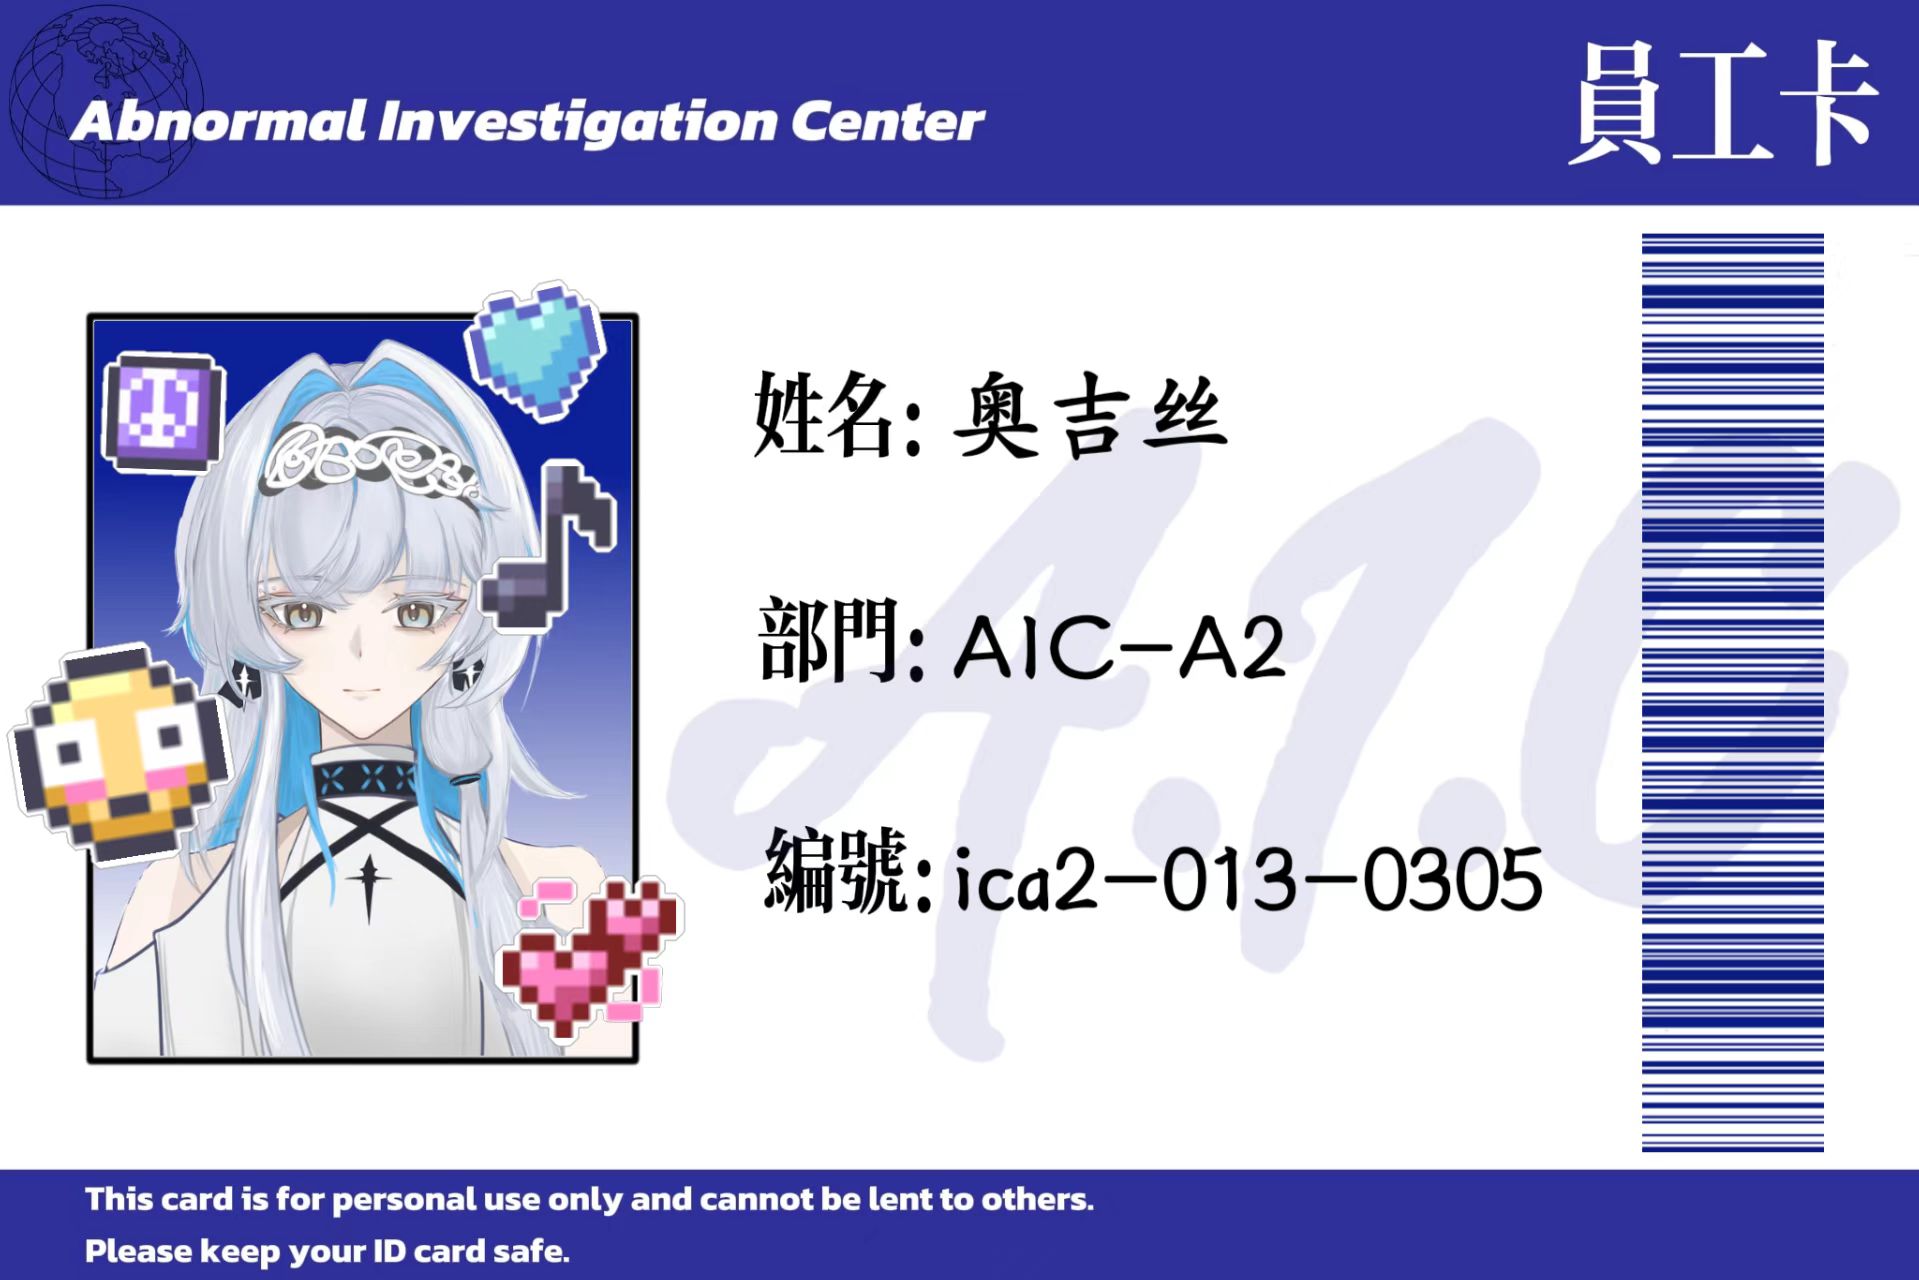 Abnormal Investigation Center
員工卡
姓名: 奥吉丝
部門: AIC-A2
編號: ica2-013-0305
A.I.C
This card is for personal use only and cannot be lent to others.
Please keep your ID card safe.